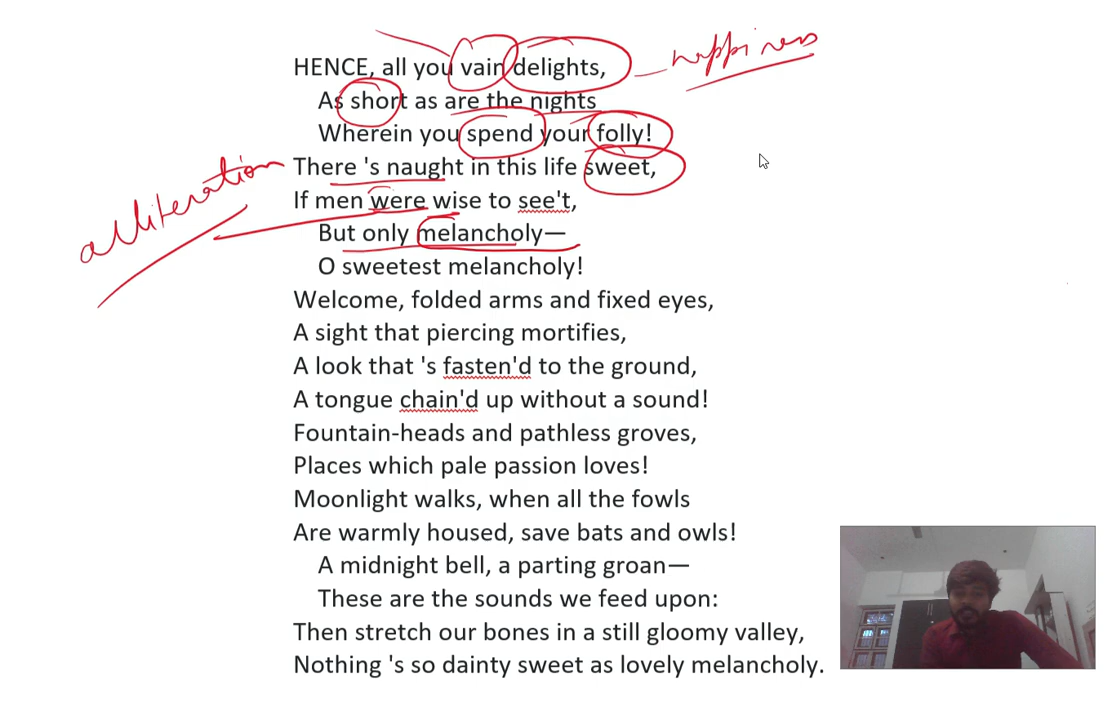 happiness
HENCE, all you vain delights,
As short as are the nights
Wherein you spend your folly!
There 's naught in this life sweet,
alliteration
If men were wise to see't,
But only melancholy—
O sweetest melancholy!
Welcome, folded arms and fixed eyes,
A sight that piercing mortifies,
A look that 's fasten'd to the ground,
A tongue chain'd up without a sound!
Fountain-heads and pathless groves,
Places which pale passion loves!
Moonlight walks, when all the fowls
Are warmly housed, save bats and owls!
A midnight bell, a parting groan—
These are the sounds we feed upon:
Then stretch our bones in a still gloomy valley,
Nothing 's so dainty sweet as lovely melancholy.